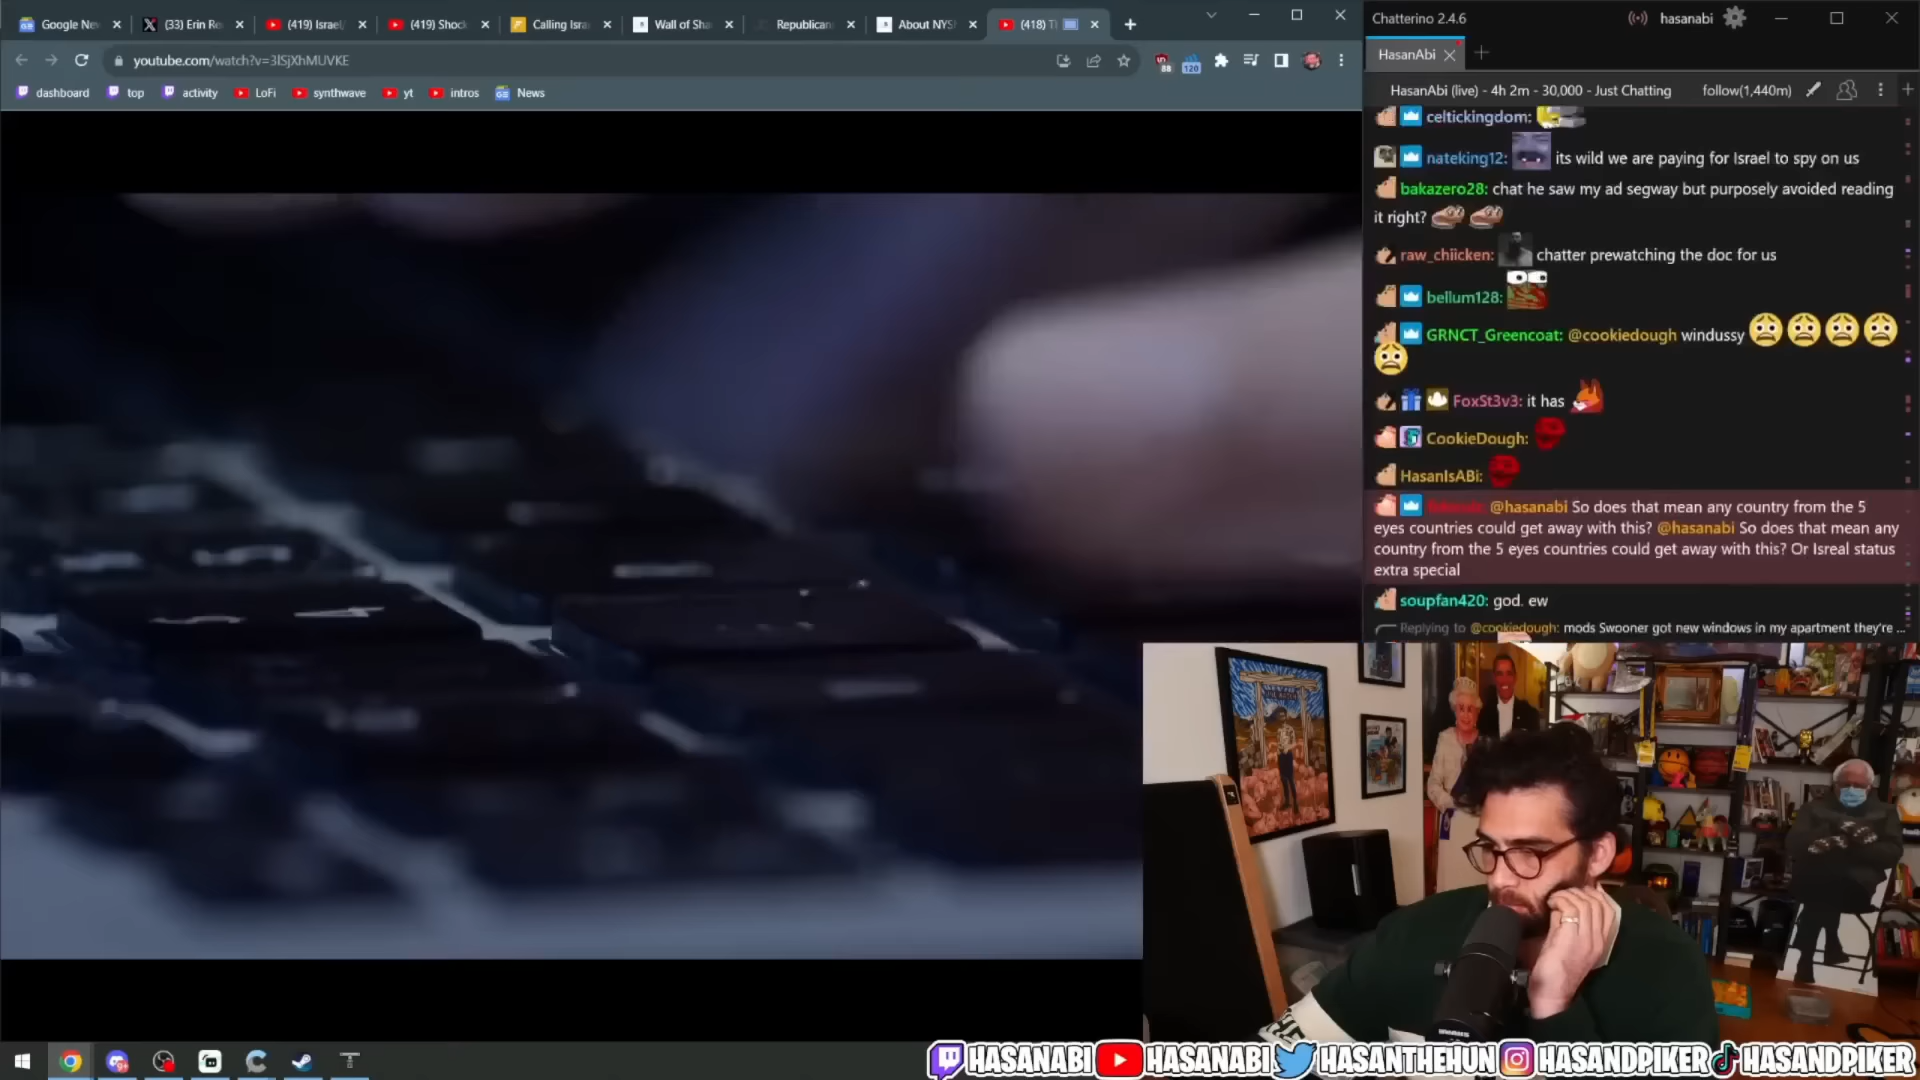 Google Nev
(33) Erin Re
(419) Israel,
(419) Shock
Calling Isra
Wall of Sha
Republican
About NYSI
(418) T
Chatterino 2.4.6
hasanabi
youtube.com/watch?v=3lSjXhMUVKE
88
120
HasanAbi
dashboard
top
activity
LoFi
synthwave
yt
intros
News
HasanAbi (live) - 4h 2m - 30,000 - Just Chatting
follow(1,440m)
celtickingdom:
nateking12: its wild we are paying for Israel to spy on us
bakazero28: chat he saw my ad segway but purposely avoided reading
it right?
raw_chiicken: chatter prewatching the doc for us
bellum128:
GRNCT_Greencoat: @cookiedough windussy
FoxSt3v3: it has
CookieDough:
HasanIsABi:
@hasanabi So does that mean any country from the 5
eyes countries could get away with this? @hasanabi So does that mean any
country from the 5 eyes countries could get away with this? Or Isreal status
extra special
soupfan420: god. ew
Replying to @cookiedough: mods Swooner got new windows in my apartment they're ...
HASANABI HASANABI HASANTHEHUN HASANDPIKER HASANDPIKER